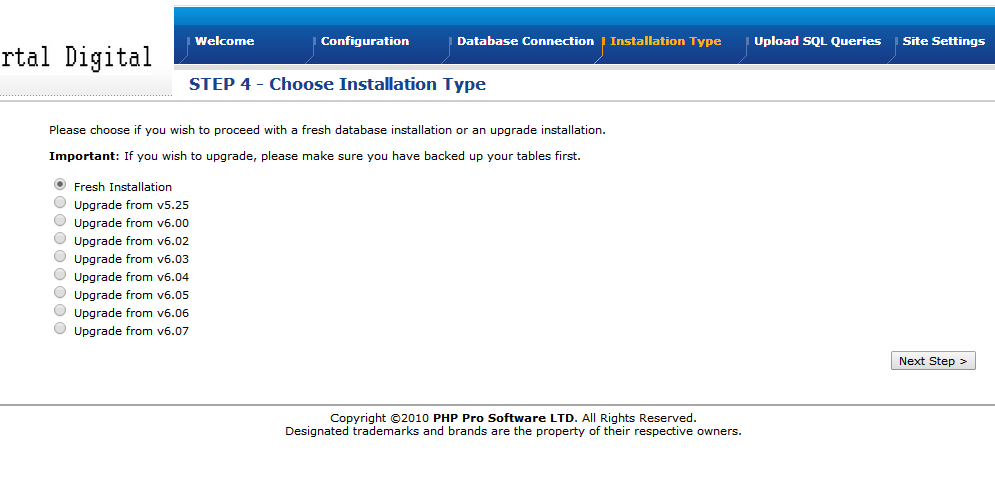 rtal Digital
Welcome
Configuration
Database Connection
Installation Type
Upload SQL Queries
Site Settings
STEP 4 - Choose Installation Type
Please choose if you wish to proceed with a fresh database installation or an upgrade installation.
Important: If you wish to upgrade, please make sure you have backed up your tables first.
Fresh Installation
Upgrade from v5.25
Upgrade from v6.00
Upgrade from v6.02
Upgrade from v6.03
Upgrade from v6.04
Upgrade from v6.05
Upgrade from v6.06
Upgrade from v6.07
Next Step >
Copyright ©2010 PHP Pro Software LTD. All Rights Reserved.
Designated trademarks and brands are the property of their respective owners.